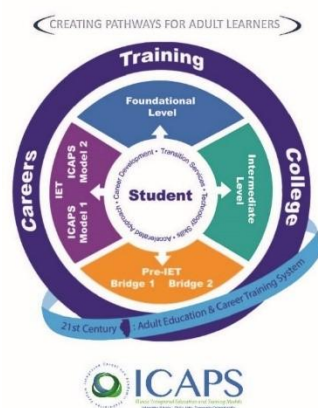 CREATING PATHWAYS FOR ADULT LEARNERS
Training
Careers
College
Foundational
Level
Intermediate
Level
Pre-IET
Bridge 1 Bridge 2
IET
ICAPS
Model 1
ICAPS
Model 2
Career Development • Transition Services • Technology Skills • Accelerated Approach •
Student
21st Century : Adult Education & Career Training System
ICAPS